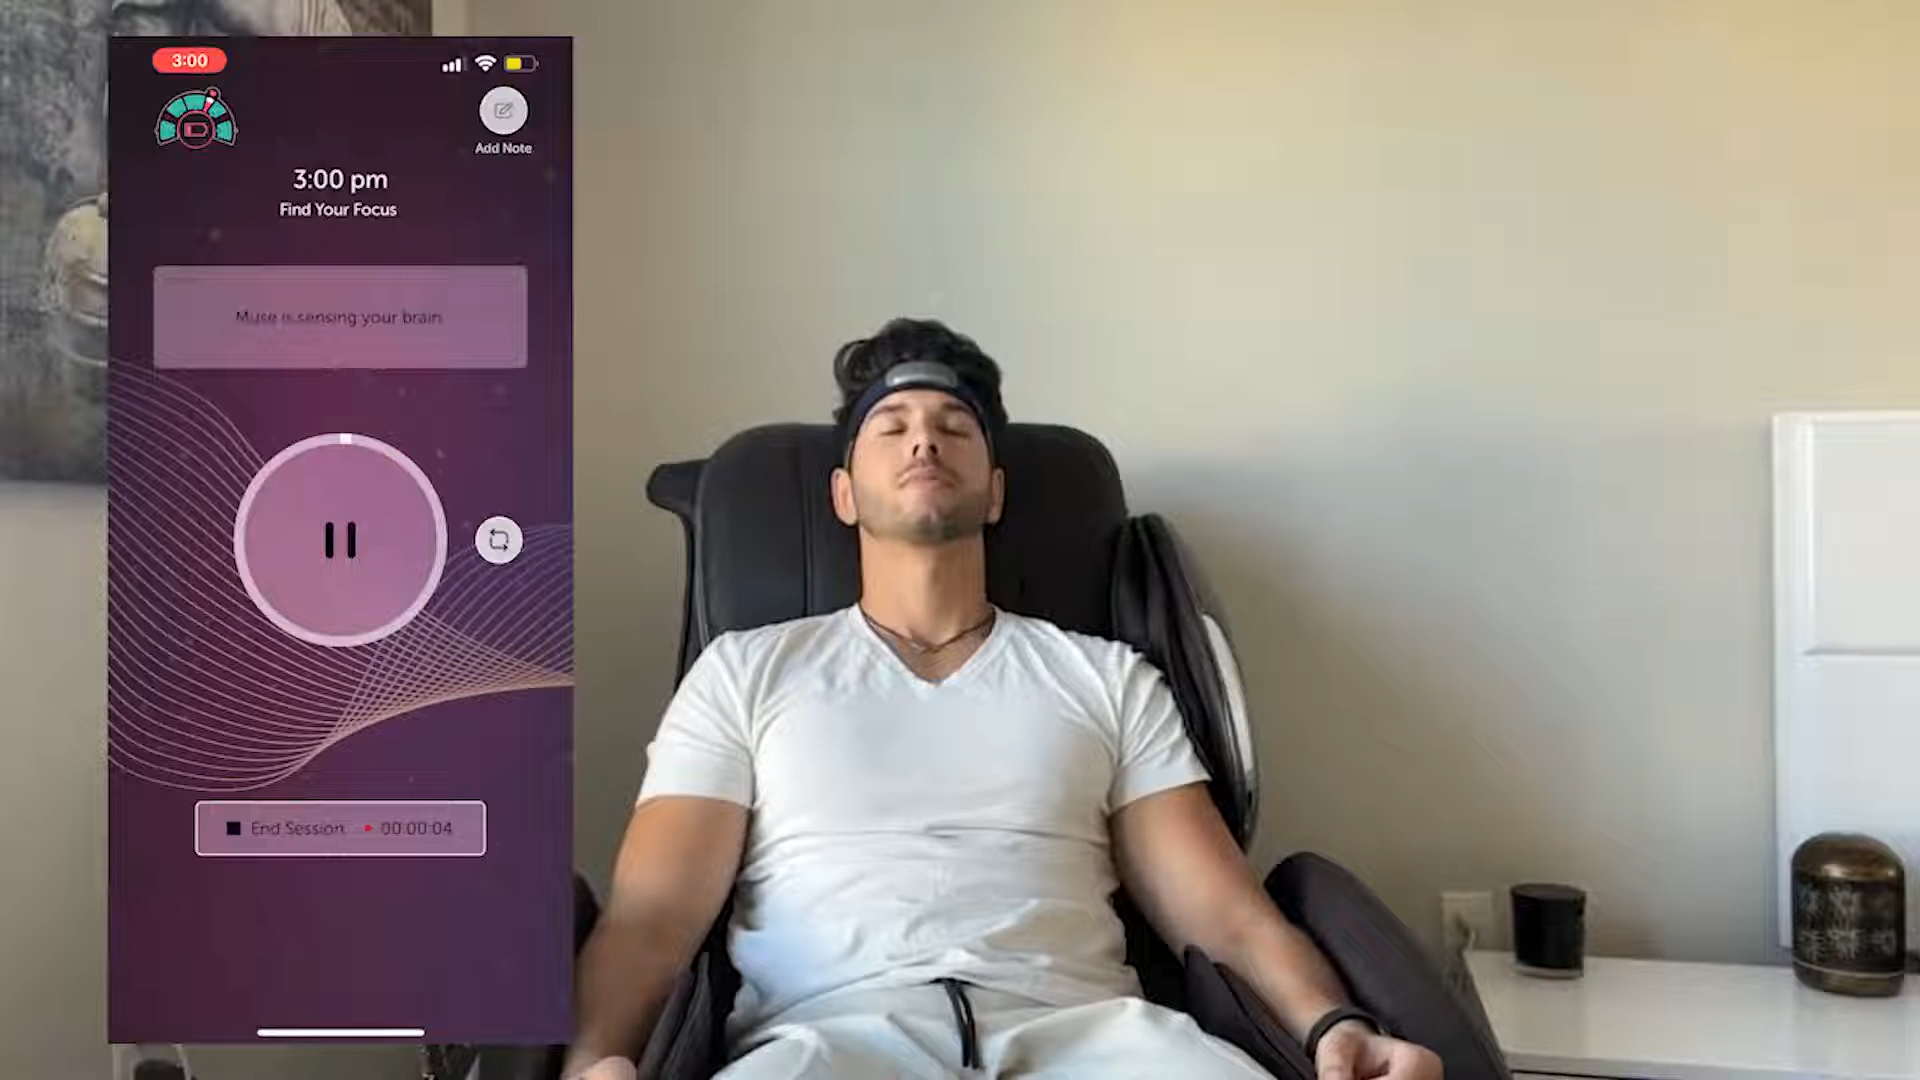 3:00
Add Note
3:00 pm
Find Your Focus
Muse is sensing your brain
End Session 00:00:04